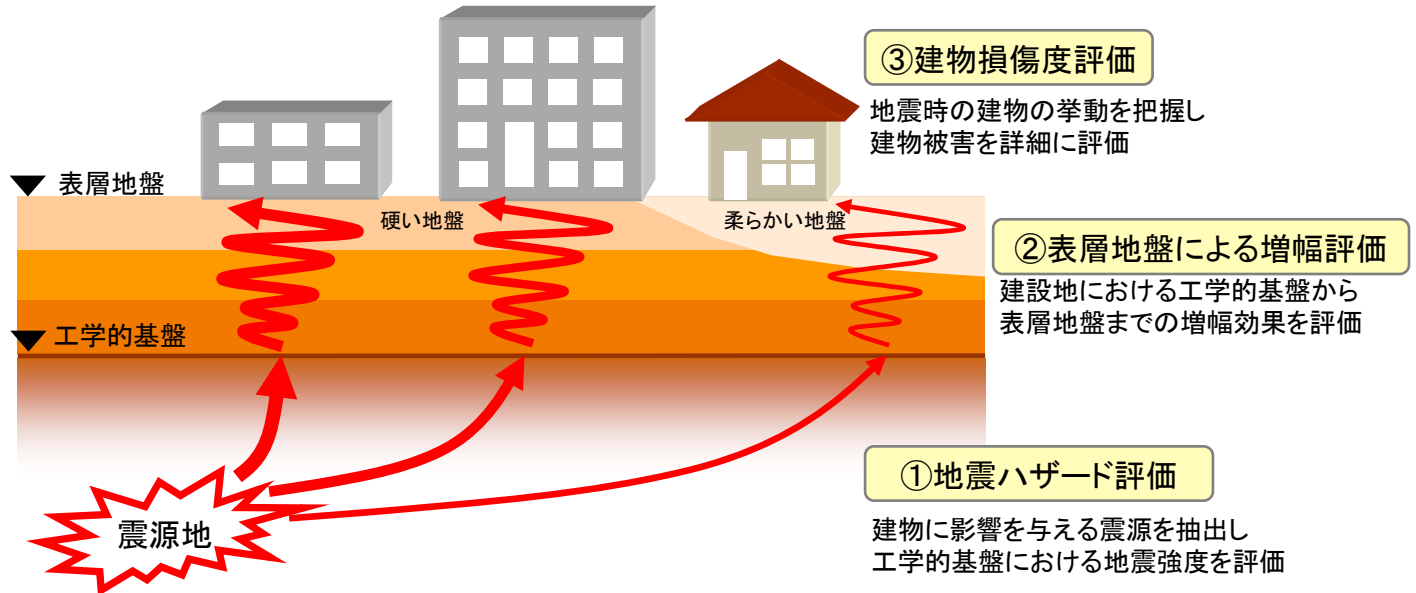 ③建物損傷度評価
地震時の建物の挙動を把握し
建物被害を詳細に評価
表層地盤
硬い地盤
柔らかい地盤
②表層地盤による増幅評価
建設地における工学的基盤から
表層地盤までの増幅効果を評価
工学的基盤
①地震ハザード評価
建物に影響を与える震源を抽出し
工学的基盤における地震強度を評価
震源地